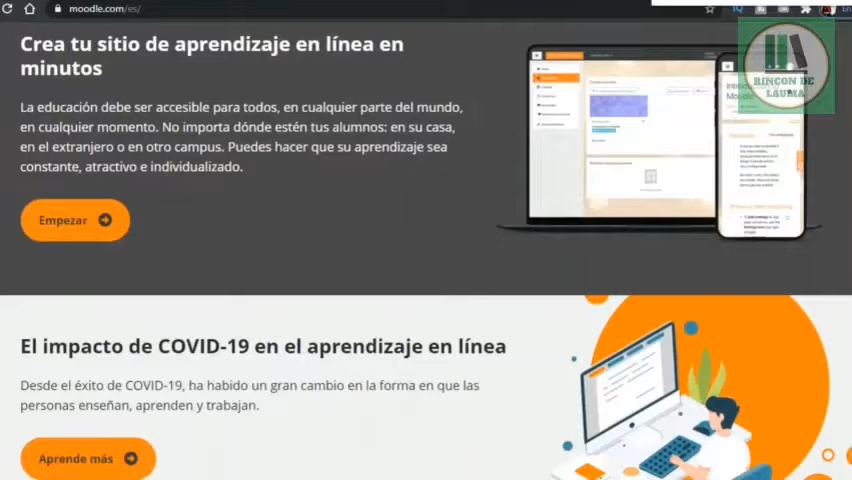 moodle.com/es/
RINCON DE
LAURIA
Crea tu sitio de aprendizaje en línea en
minutos
La educación debe ser accesible para todos, en cualquier parte del mundo,
en cualquier momento. No importa dónde estén tus alumnos: en su casa,
en el extranjero o en otro campus. Puedes hacer que su aprendizaje sea
constante, atractivo e individualizado.
Empezar
El impacto de COVID-19 en el aprendizaje en línea
Desde el éxito de COVID-19, ha habido un gran cambio en la forma en que las
personas enseñan, aprenden y trabajan.
Aprende más